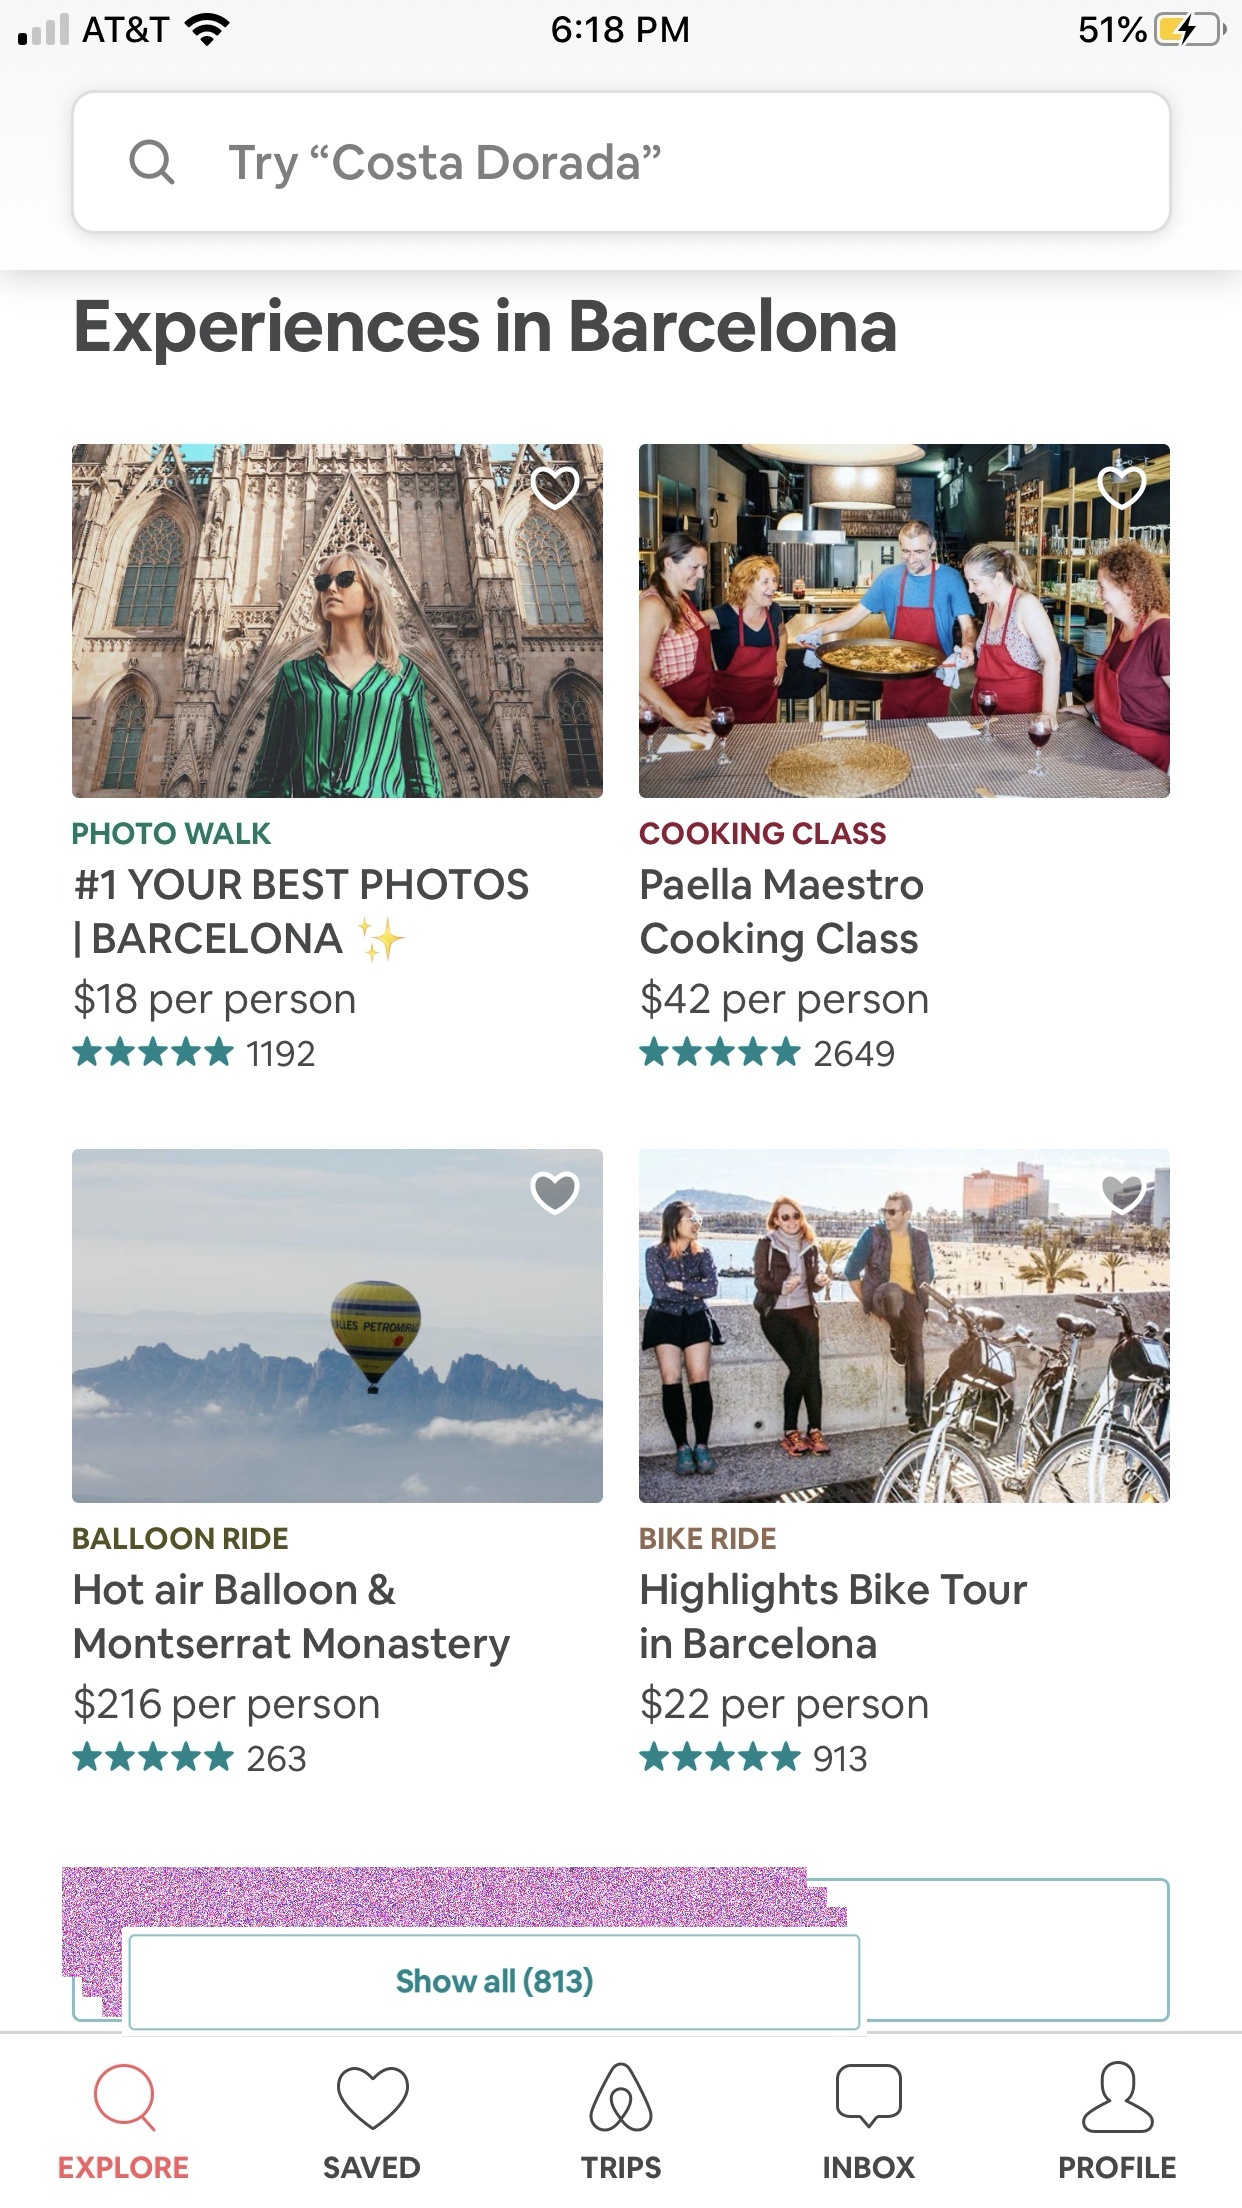 AT&T
6:18 PM
51%
Try “Costa Dorada”
Experiences in Barcelona
PHOTO WALK
#1 YOUR BEST PHOTOS
| BARCELONA ✨
$18 per person
1192
COOKING CLASS
Paella Maestro
Cooking Class
$42 per person
2649
PETROMIRA
BALLOON RIDE
Hot air Balloon &
Montserrat Monastery
$216 per person
263
BIKE RIDE
Highlights Bike Tour
in Barcelona
$22 per person
913
Show all (813)
EXPLORE
SAVED
TRIPS
INBOX
PROFILE